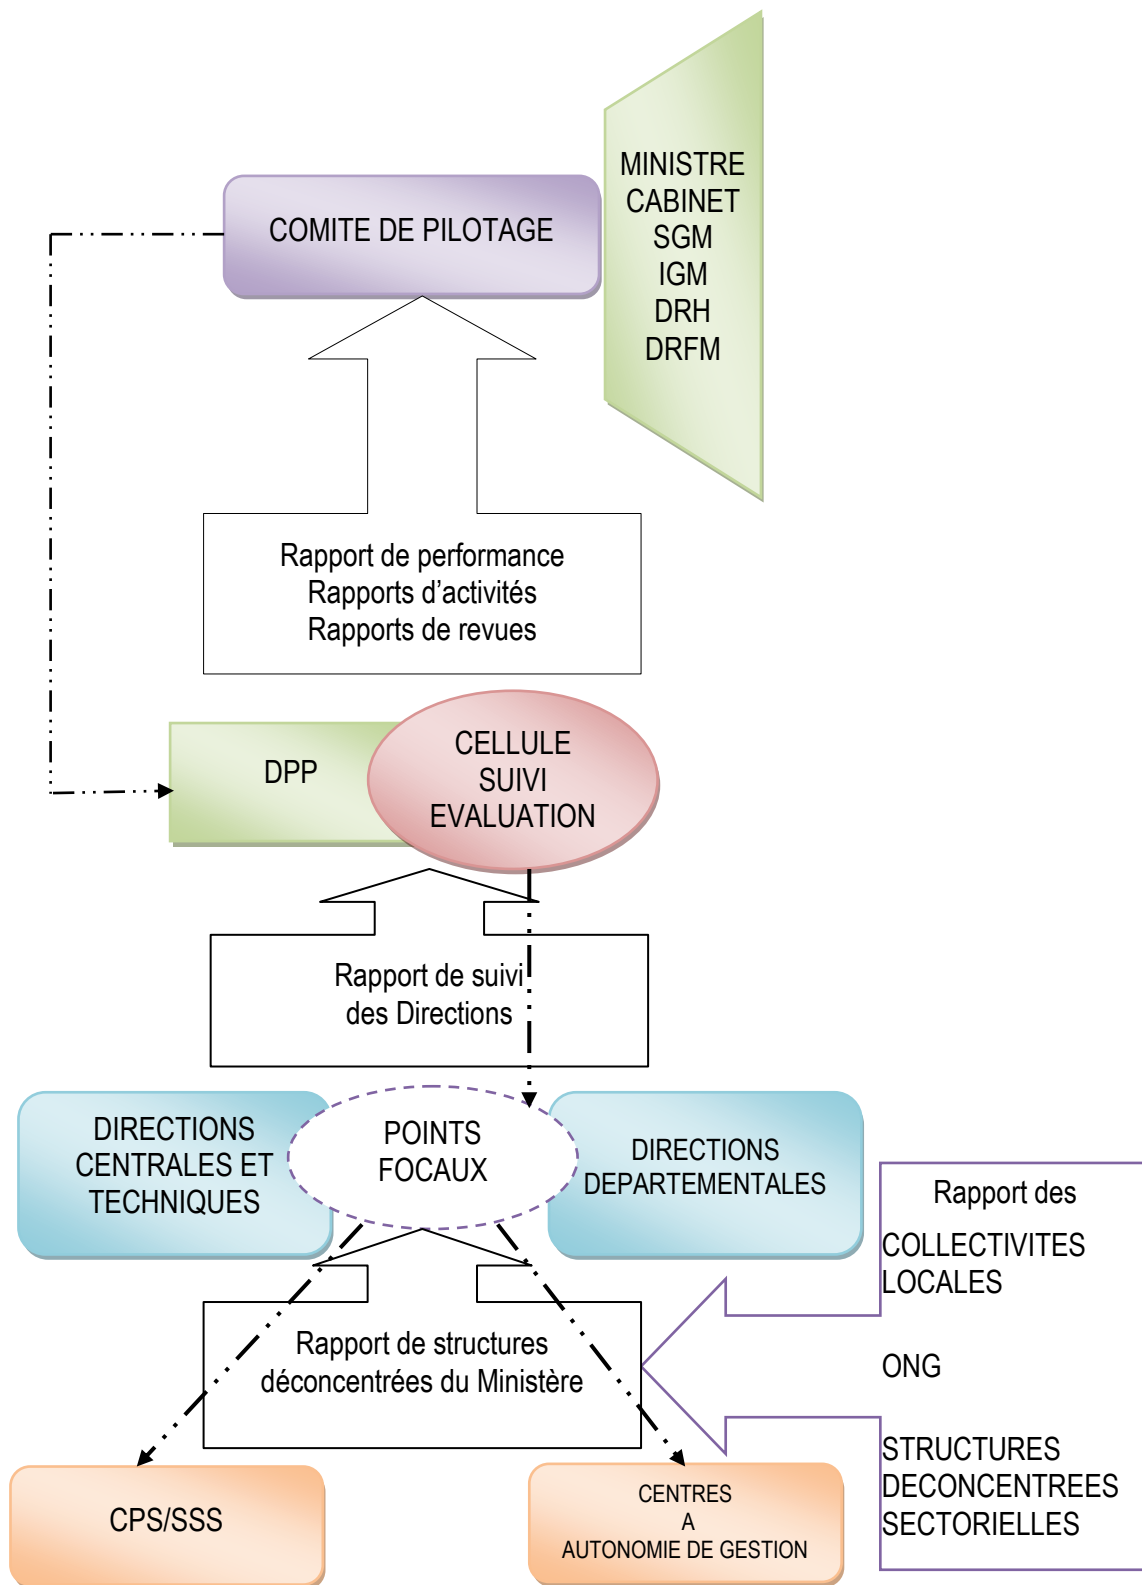 MINISTRE
CABINET
SGM
IGM
DRH
DRFM
COMITE DE PILOTAGE
Rapport de performance
Rapports d’activités
Rapports de revues
DPP
CELLULE
SUIVI
EVALUATION
Rapport de suivi
des Directions
DIRECTIONS
CENTRALES ET
TECHNIQUES
POINTS
FOCAUX
DIRECTIONS
DEPARTEMENTALES
Rapport des
COLLECTIVITES
LOCALES
ONG
STRUCTURES
DECONCENTREES
SECTORIELLES
Rapport de structures
déconcentrées du Ministère
CPS/SSS
CENTRES
A
AUTONOMIE DE GESTION